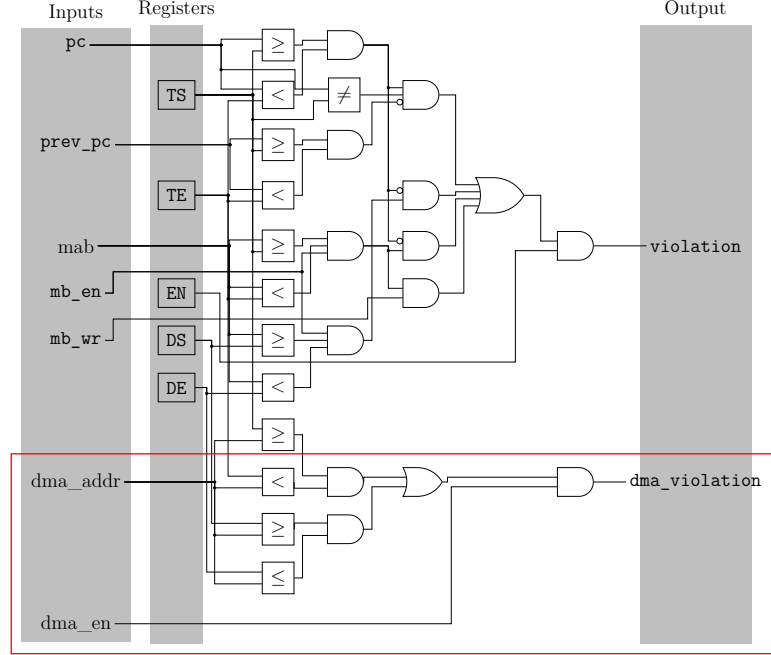 Inputs Registers Output
pc ≥
TS < ≠
prev_pc ≥
TE <
mab ≥ violation
mb_en EN <
mb_wr DS ≥
DE <
≥
dma_addr < dma_violation
≥
≤
dma_en